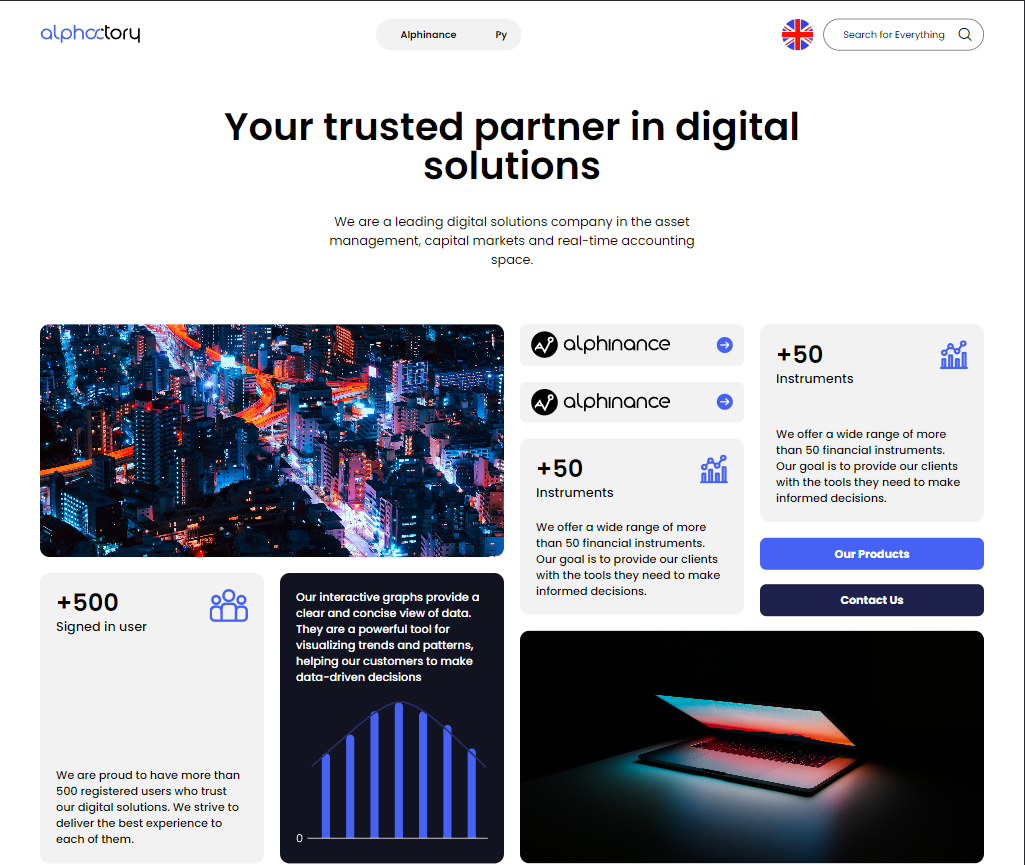 alphactory
Alphinance Py
Search for Everything
Your trusted partner in digital
solutions
We are a leading digital solutions company in the asset
management, capital markets and real-time accounting
space.
alphinance
alphinance
+50
Instruments
We offer a wide range of more
than 50 financial instruments.
Our goal is to provide our clients
with the tools they need to make
informed decisions.
+50
Instruments
We offer a wide range of more
than 50 financial instruments.
Our goal is to provide our clients
with the tools they need to make
informed decisions.
Our Products
Contact Us
+500
Signed in user
We are proud to have more than
500 registered users who trust
our digital solutions. We strive to
deliver the best experience to
each of them.
Our interactive graphs provide a
clear and concise view of data.
They are a powerful tool for
visualizing trends and patterns,
helping our customers to make
data-driven decisions
0